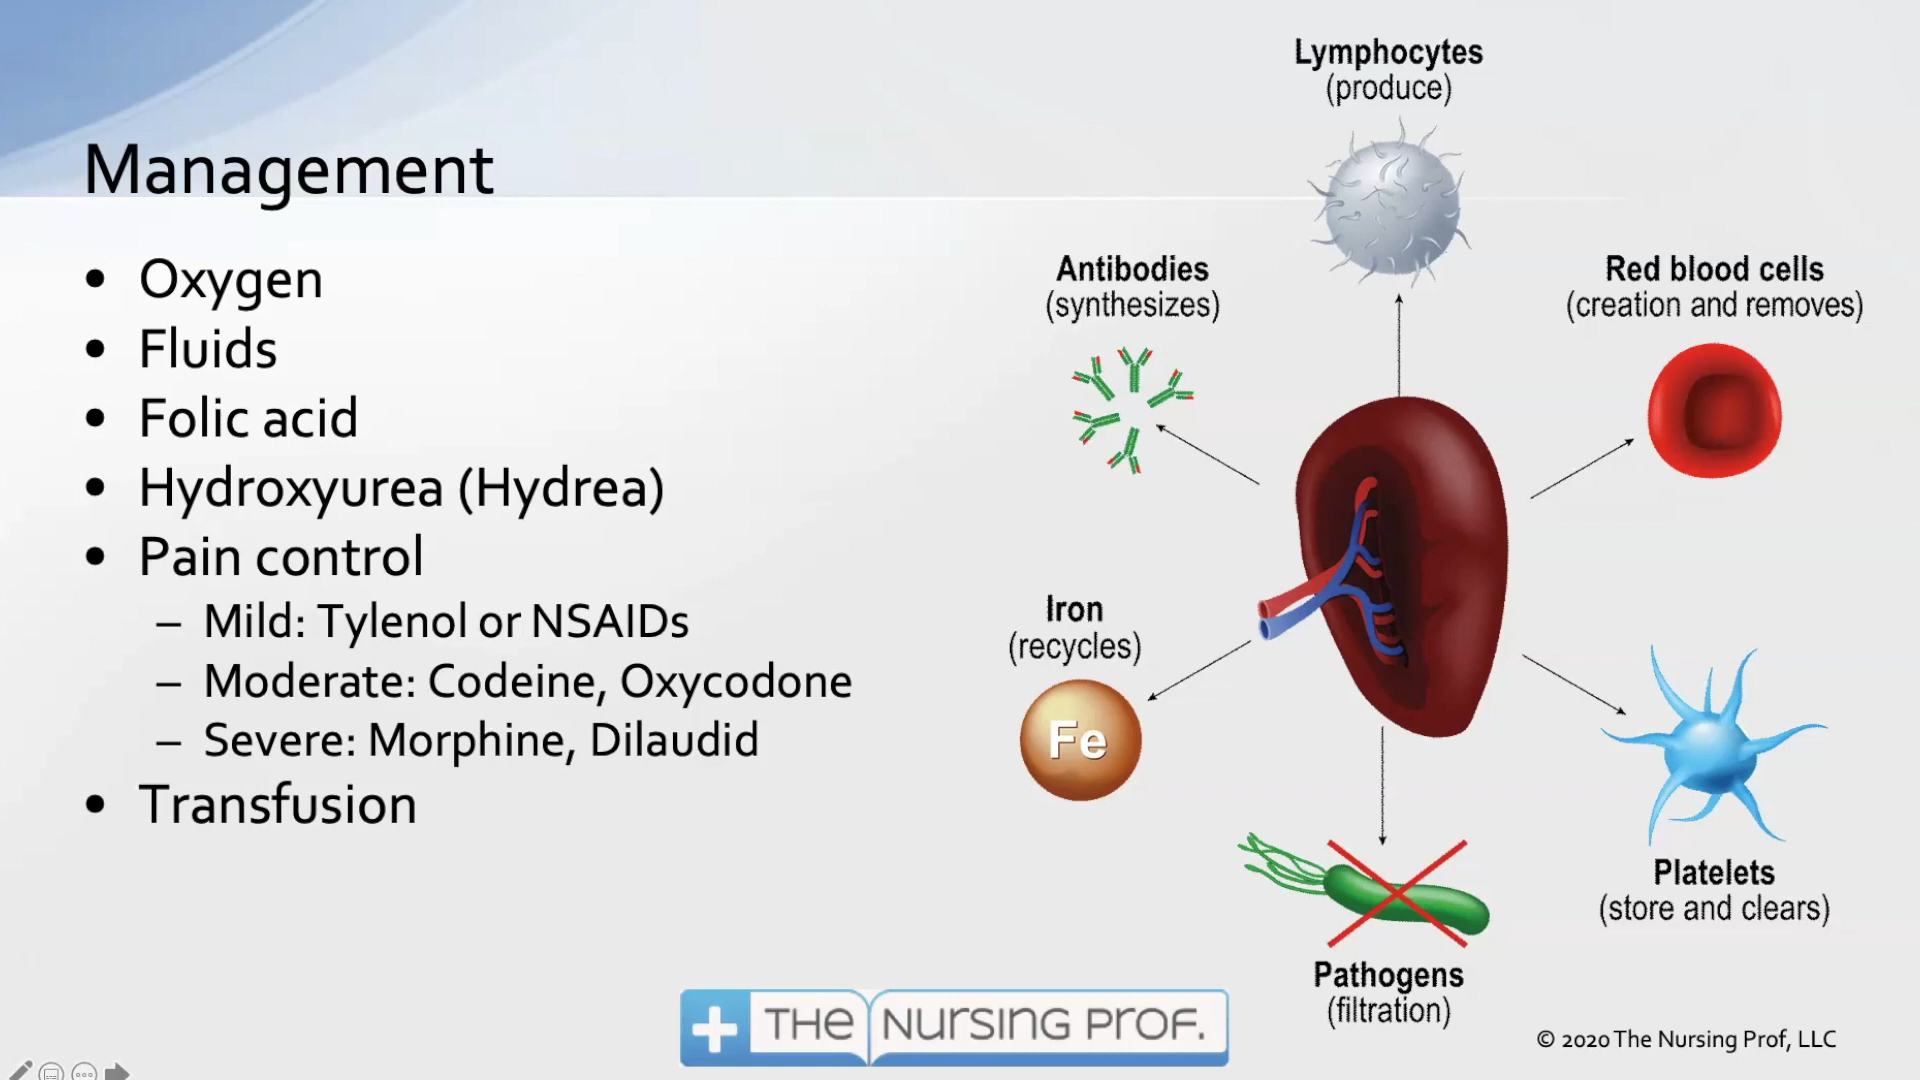 Management
• Oxygen
• Fluids
• Folic acid
• Hydroxyurea (Hydrea)
• Pain control
– Mild: Tylenol or NSAIDs
– Moderate: Codeine, Oxycodone
– Severe: Morphine, Dilaudid
• Transfusion
Lymphocytes
(produce)
Antibodies
(synthesizes)
Red blood cells
(creation and removes)
Iron
(recycles)
Fe
Platelets
(store and clears)
Pathogens
(filtration)
THE NURSING PROF.
© 2020 The Nursing Prof, LLC